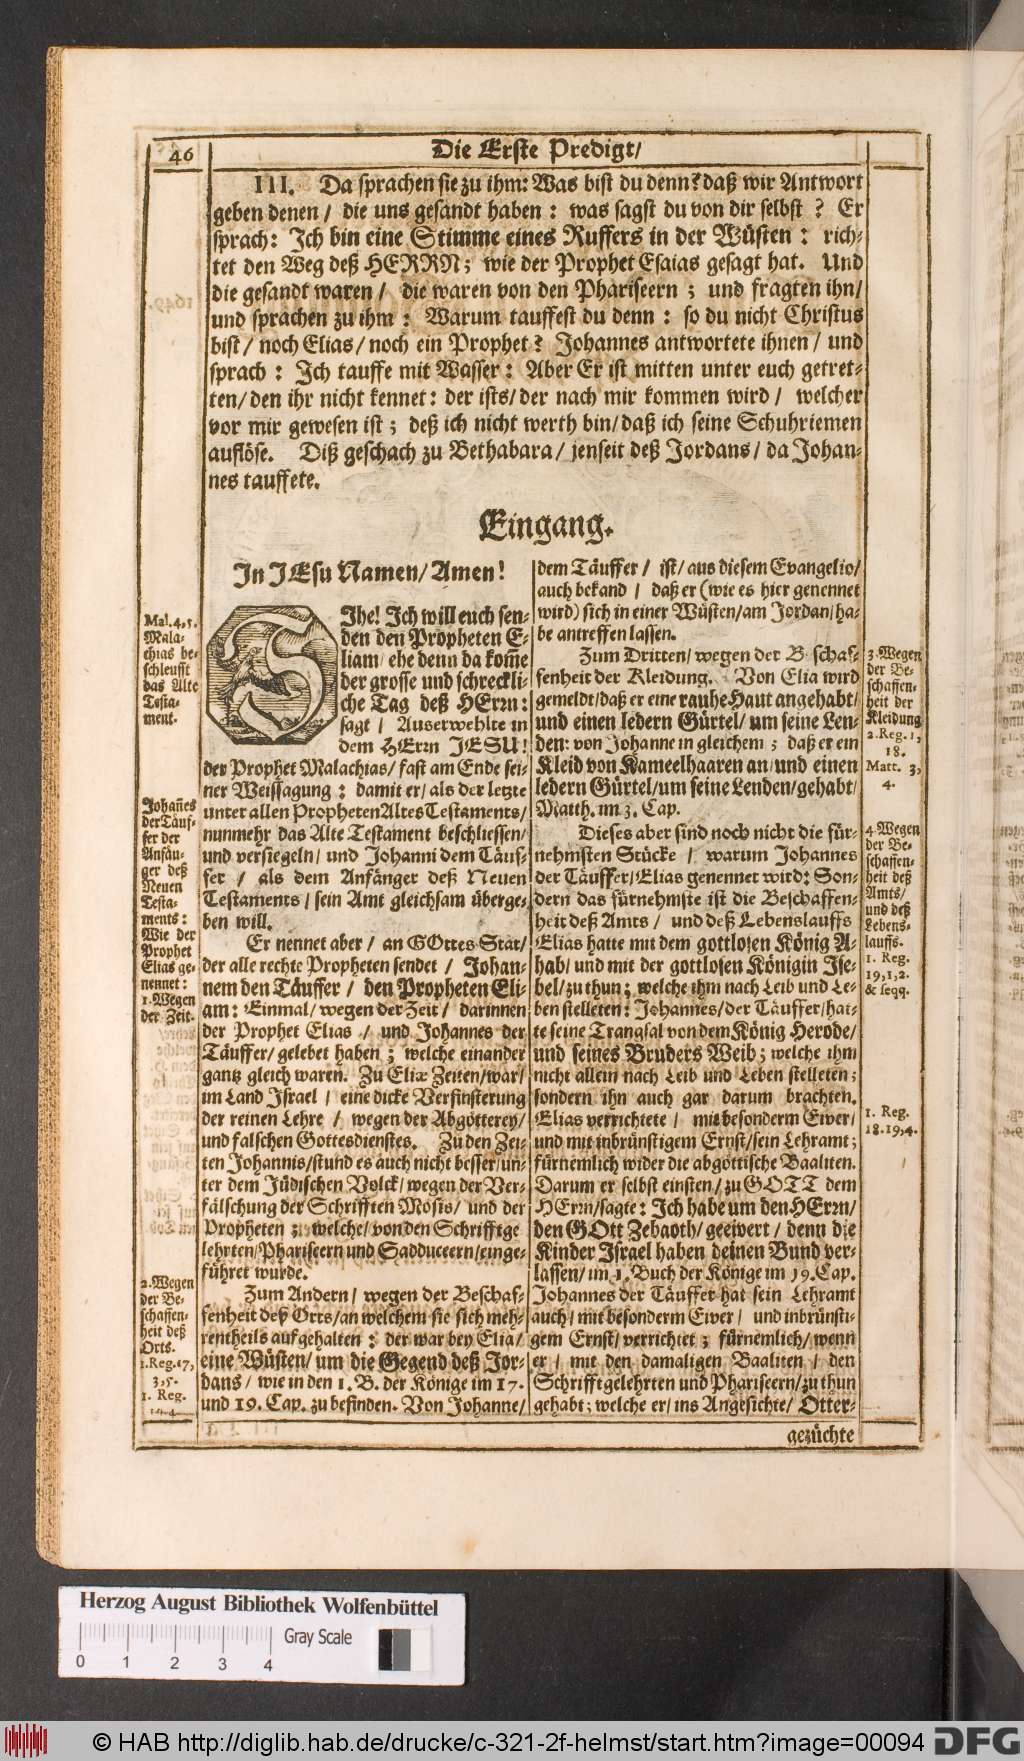 46
Die Erste Predigt/
III. Da sprachen sie zu ihm: Was bist du denn? daß wir Antwort
geben denen / die uns gesandt haben: was sagst du von dir selbst? Er
sprach: Ich bin eine Stimme eines Ruffers in der Wüsten: rich-
tet den Weg deß HERRN; wie der Prophet Esaias gesagt hat. Und
die gesandt waren / die waren von den Phariseern; und fragten ihn/
und sprachen zu ihm: Warum tauffest du denn: so du nicht Christus
bist/ noch Elias/ noch ein Prophet? Johannes antwortete ihnen / und
sprach: Ich tauffe mit Wasser: Aber Er ist mitten unter euch getret-
ten/ den ihr nicht kennet: der ists/ der nach mir kommen wird / welcher
vor mir gewesen ist; deß ich nicht werth bin/ daß ich seine Schuhriemen
auflöse. Diß geschach zu Bethabara/ jenseit deß Jordans/ da Johan-
nes tauffete.
Eingang.
In JEsu Namen/ Amen!
SIhe! Ich will euch sen-
den den Propheten E-
liam/ ehe denn da kom̃e
der grosse und schreckli-
che Tag deß HErrn:
sagt / Auserwehlte in
dem HErrn JESU!
der Prophet Malachias/ fast am Ende sei-
ner Weissagung: damit er/ als der letzte
unter allen Propheten Altes Testaments/
nunmehr das Alte Testament beschliessen/
und versiegeln/ und Johanni dem Täuf-
fer / als dem Anfänger deß Neuen
Testaments/ sein Amt gleichsam überge-
ben will.
Er nennet aber/ an GOttes Stat/
der alle rechte Propheten sendet / Johan-
nem den Täuffer / den Propheten Eli-
am: Einmal/ wegen der Zeit/ darinnen
der Prophet Elias / und Johannes der
Täuffer/ gelebet haben; welche einander
gantz gleich waren. Zu Eliæ Zeiten/ war/
im Land Israel/ eine dicke Verfinsterung
der reinen Lehre / wegen der Abgötterey/
und falschen Gottesdienstes. Zu den Zei-
ten Johannis/ stund es auch nicht besser/ un-
ter dem Jüdischen Volck/ wegen der Ver-
fälschung der Schrifften Mosis/ und der
Propheten; welche/ von den Schrifftge
lehrten/ Phariseern und Sadduceern/ einge-
führet wurde.
Zum Andern/ wegen der Beschaf-
fenheit deß Orts/ an welchem sie sich meh-
rentheils aufgehalten: der war bey Elia/
eine Wüsten/ um die Gegend deß Jor-
dans/ wie in den 1. B. der Könige im 17.
und 19. Cap. zu befinden. Von Johanne/
dem Täuffer/ ist/ aus diesem Evangelio/
auch bekand / daß er (wie es hier genennet
wird) sich in einer Wüsten/ am Jordan/ ha-
be antreffen lassen.
Zum Dritten/ wegen der Beschaf-
fenheit der Kleidung. Von Elia wird
gemeldt/ daß er eine rauhe Haut angehabt/
und einen ledern Gürtel/ um seine Len-
den: von Johanne in gleichem; daß er ein
Kleid von Kameelhaaren an/ und einen
ledern Gürtel/ um seine Lenden/ gehabt/
Matth. im 3. Cap.
Dieses aber sind noch nicht die für-
nehmsten Stücke / warum Johannes
der Täuffer/ Elias genennet wird: Son-
dern das fürnehmste ist die Beschaffen-
heit deß Amts/ und deß Lebenslauffs
Elias hatte mit dem gottlosen König A-
hab/ und mit der gottlosen Königin Ise-
bel/ zu thun; welche ihm nach Leib und Le-
ben stelleten: Johannes/ der Täuffer/ hat-
te seine Trangsal von dem König Herode/
und seines Bruders Weib; welche ihm
nicht allein nach Leib und Leben stelleten;
sondern ihn auch gar darum brachten.
Elias verrichtete / mit besonderm Eiver/
und mit inbrünstigem Ernst/ sein Lehramt;
fürnemlich wider die abgöttische Baaliten.
Darum er selbst einsten/ zu GOTT dem
HErrn/ sagte: Ich habe um den HErrn/
den GOtt Zebaoth/ geeivert/ denn die
Kinder Israel haben deinen Bund ver-
lassen/ im 1. Buch der Könige im 19. Cap.
Johannes der Täuffer hat sein Lehramt
auch/ mit besonderm Eiver/ und inbrünsti-
gem Ernst/ verrichtet; fürnemlich/ wenn
er / mit den damaligen Baaliten / den
Schrifftgelehrten und Phariseern/ zu thun
gehabt; welche er/ ins Angesichte/ Otter-
gezüchte
Mal. 4,5.
Mala-
chias be-
schleusst
das Alte
Testa-
ment.
Johañes
der Täuf-
fer der
Anfän-
ger deß
Neuen
Testa-
ments:
Wie der
Prophet
Elias ge-
nennet:
1. Wegen
der Zeit.
2. Wegen
der Be-
schaffen-
heit deß
Orts.
1. Reg. 17,
3,5.
1. Reg.
19,4.
3. Wegen
der Be-
schaffen-
heit der
Kleidung
2. Reg. 1,
18.
Matt. 3,
4.
4. Wegen
der Be-
schaffen-
heit deß
Amts/
und deß
Lebens-
lauffs.
1. Reg.
19,1,2.
& seqq.
1. Reg.
18.19,4.
Herzog August Bibliothek Wolfenbüttel
Gray Scale
0 1 2 3 4
© HAB http://diglib.hab.de/drucke/c-321-2f-helmst/start.htm?image=00094
DFG